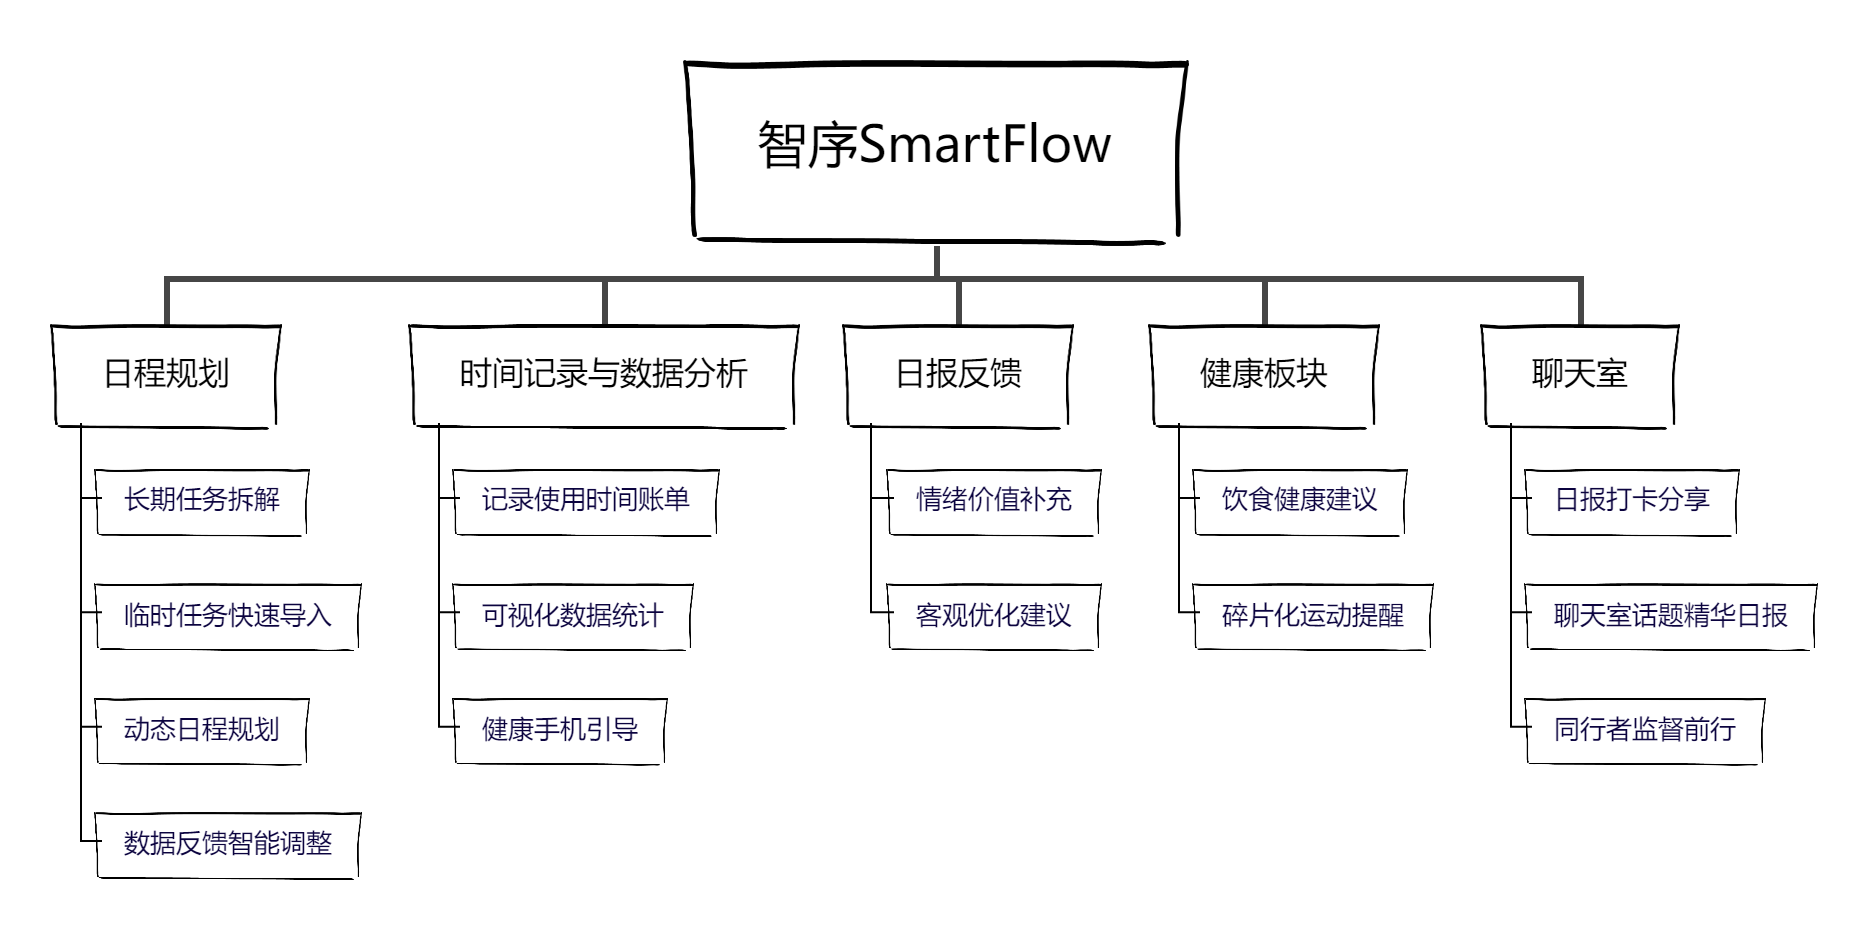 智序SmartFlow
日程规划
长期任务拆解
临时任务快速导入
动态日程规划
数据反馈智能调整
时间记录与数据分析
记录使用时间账单
可视化数据统计
健康手机引导
日报反馈
情绪价值补充
客观优化建议
健康板块
饮食健康建议
碎片化运动提醒
聊天室
日报打卡分享
聊天室话题精华日报
同行者监督前行